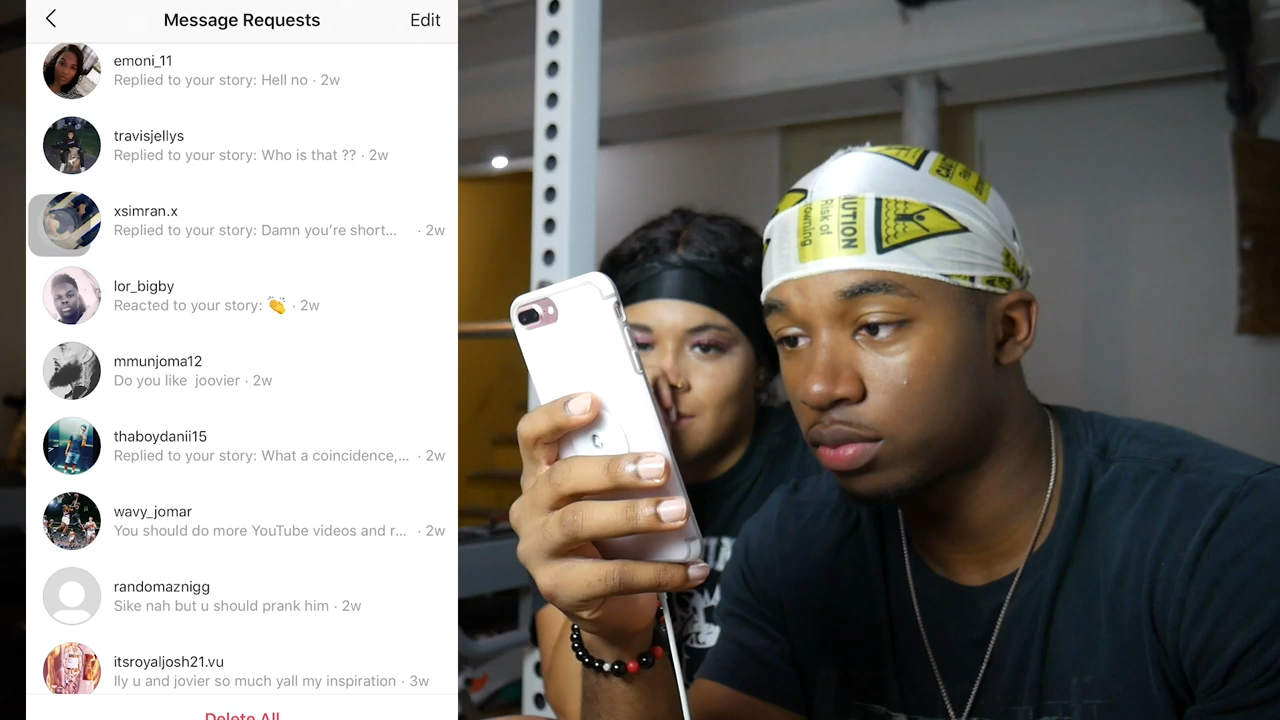 Message Requests
Edit
emoni_11
Replied to your story: Hell no · 2w
travisjellys
Replied to your story: Who is that ?? · 2w
xsimran.x
Replied to your story: Damn you're short... · 2w
lor_bigby
Reacted to your story: 👏 · 2w
mmunjoma12
Do you like joovier · 2w
thaboydanii15
Replied to your story: What a coincidence,... · 2w
wavy_jomar
You should do more YouTube videos and r... · 2w
randomaznigg
Sike nah but u should prank him · 2w
itsroyaljosh21.vu
Ily u and jovier so much yall my inspiration · 3w
Delete All
CAUTION
Risk of